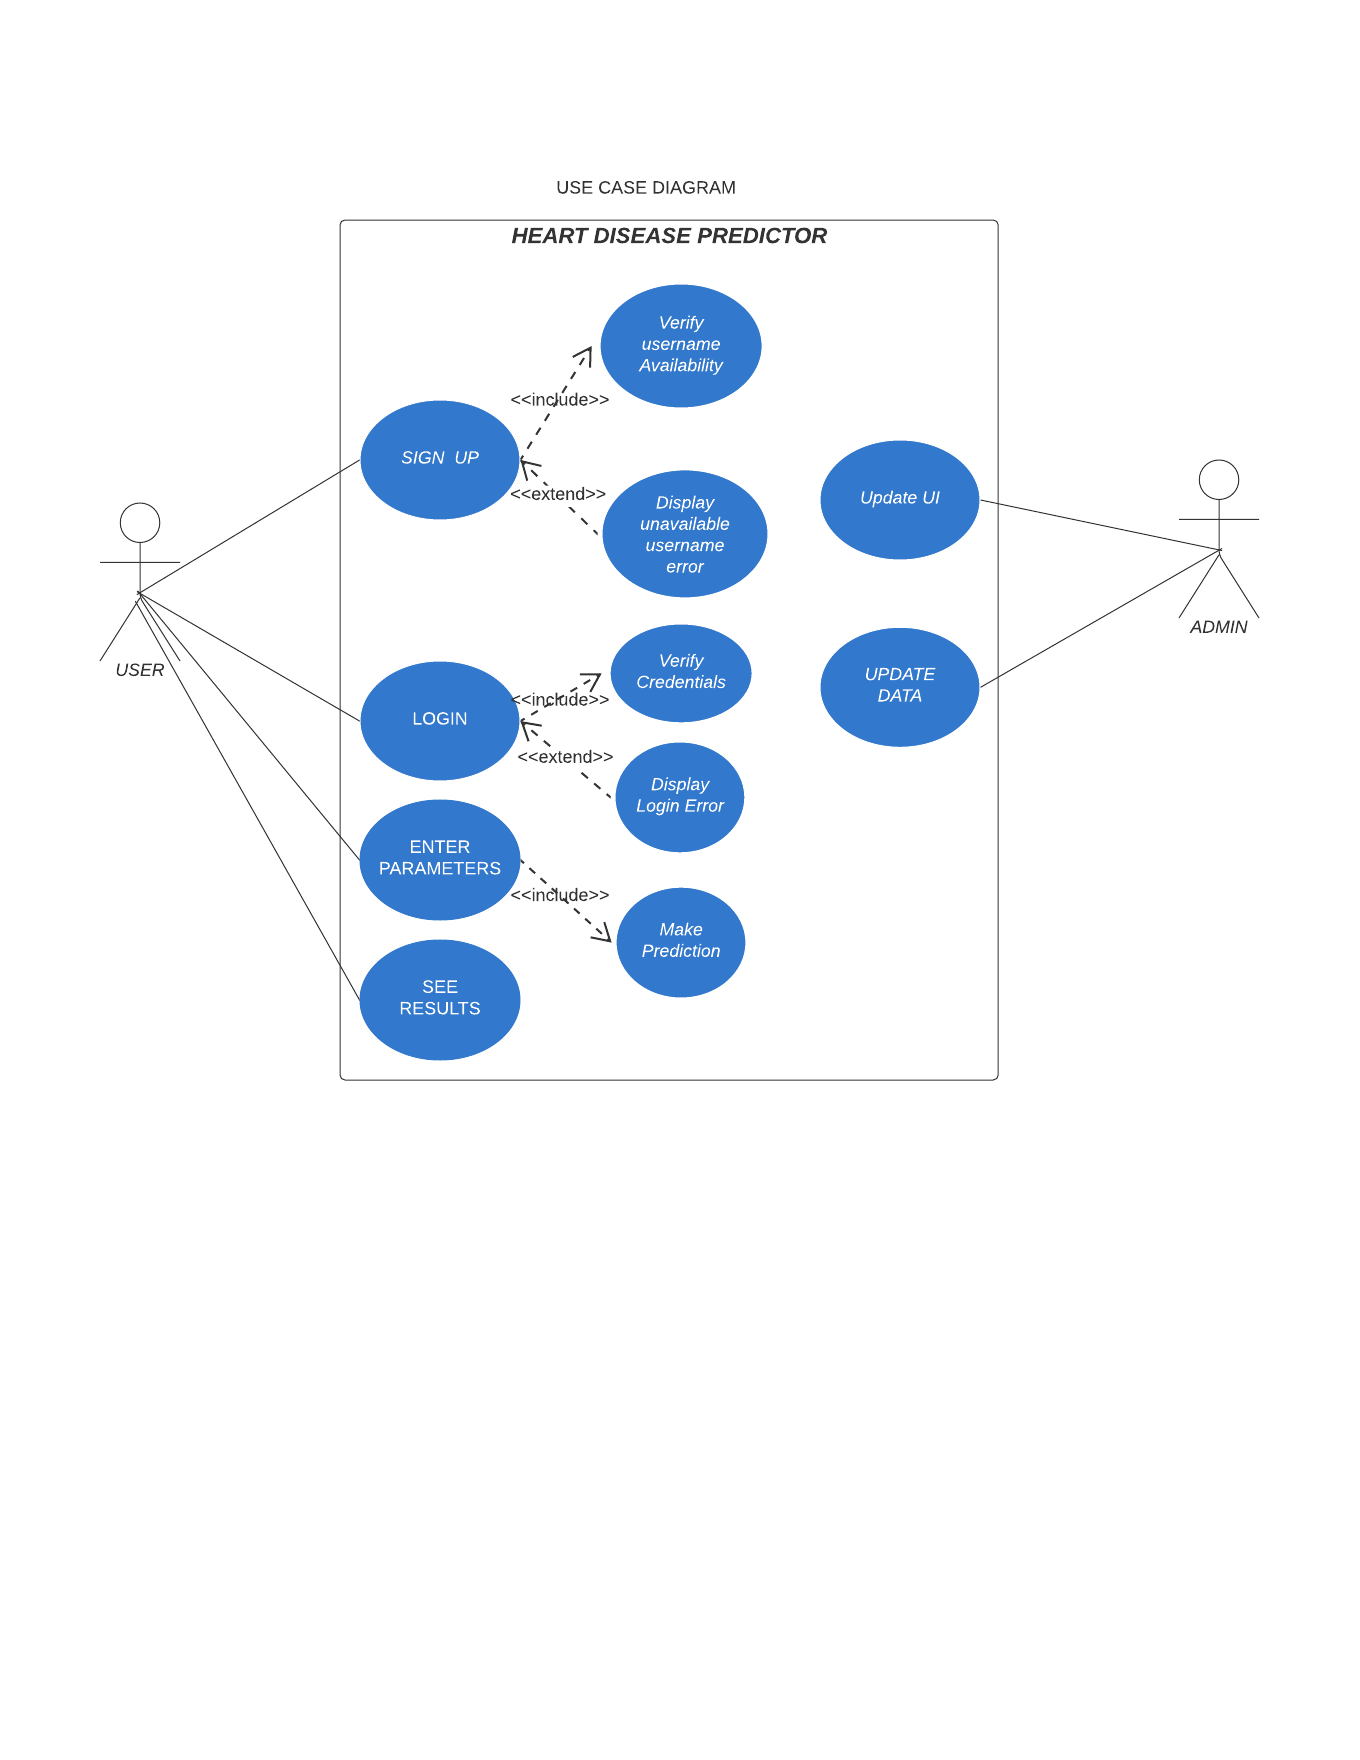 USE CASE DIAGRAM
HEART DISEASE PREDICTOR
Verify
username
Availability
<<include>>
SIGN  UP
<<extend>>
Display
unavailable
username
error
Update UI
USER
ADMIN
LOGIN
<<include>>
Verify
Credentials
UPDATE
DATA
<<extend>>
Display
Login Error
ENTER
PARAMETERS
<<include>>
Make
Prediction
SEE
RESULTS